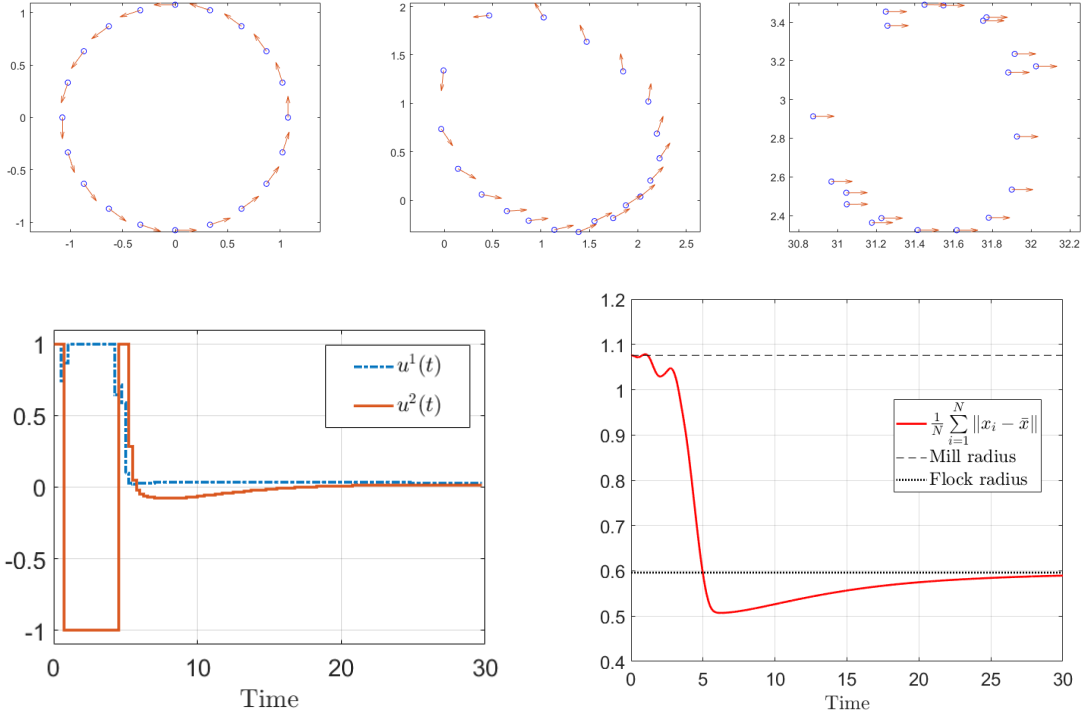 1
0.5
0
-0.5
-1
-1 -0.5 0 0.5 1
2
1.5
1
0.5
0
0 0.5 1 1.5 2 2.5
3.4
3.2
3
2.8
2.6
2.4
30.8 31 31.2 31.4 31.6 31.8 32 32.2
1
0.5
0
-0.5
-1
0 10 20 30
Time
u¹(t)
u²(t)
1.2
1.1
1
0.9
0.8
0.7
0.6
0.5
0.4
0 5 10 15 20 25 30
Time
1/N ∑_{i=1}^{N} ‖x_i − x̄‖
Mill radius
Flock radius